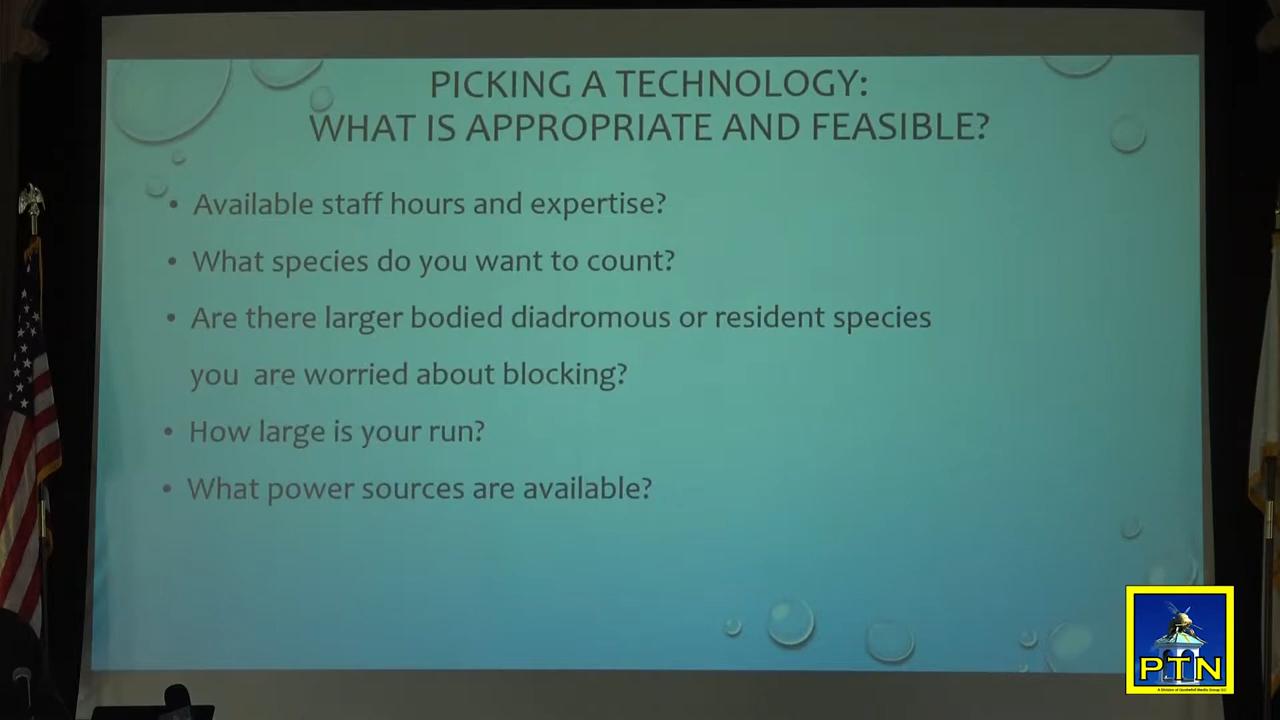 PICKING A TECHNOLOGY:
WHAT IS APPROPRIATE AND FEASIBLE?
• Available staff hours and expertise?
• What species do you want to count?
• Are there larger bodied diadromous or resident species
you are worried about blocking?
• How large is your run?
• What power sources are available?
PTN